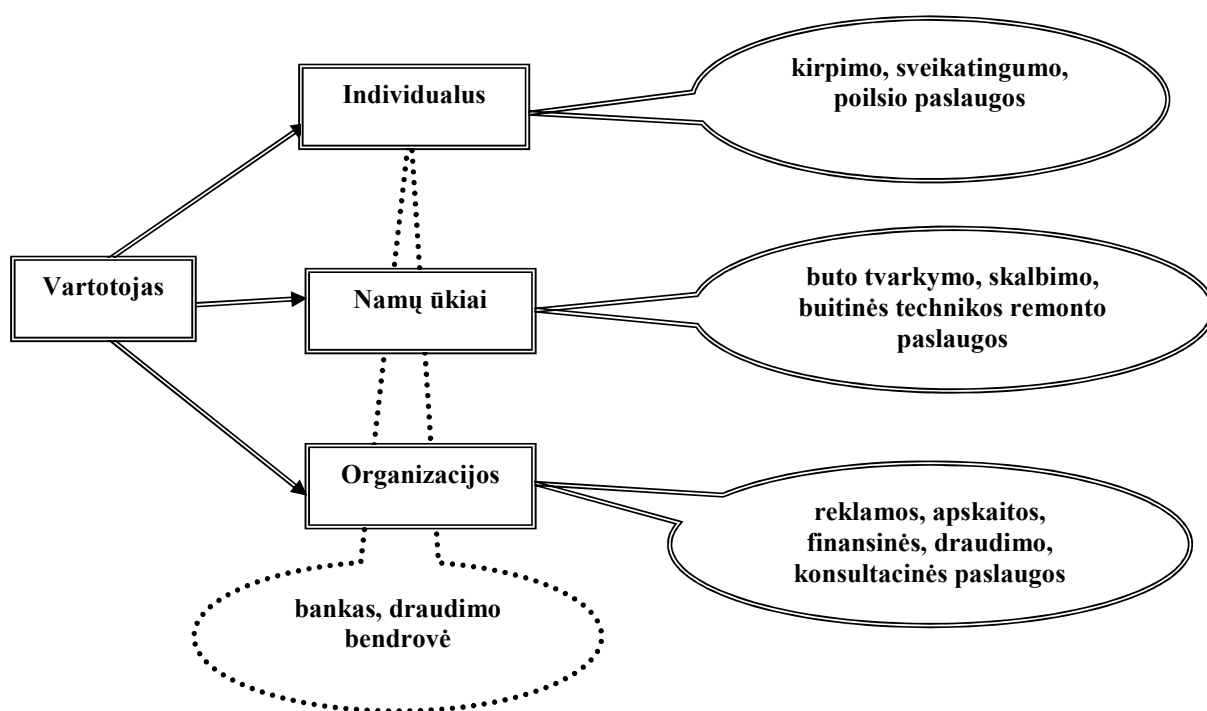 Individualus
kirpimo, sveikatingumo,
poilsio paslaugos
Vartotojas
Namų ūkiai
buto tvarkymo, skalbimo,
buitinės technikos remonto
paslaugos
Organizacijos
reklamos, apskaitos,
finansinės, draudimo,
konsultacinės paslaugos
bankas, draudimo
bendrovė